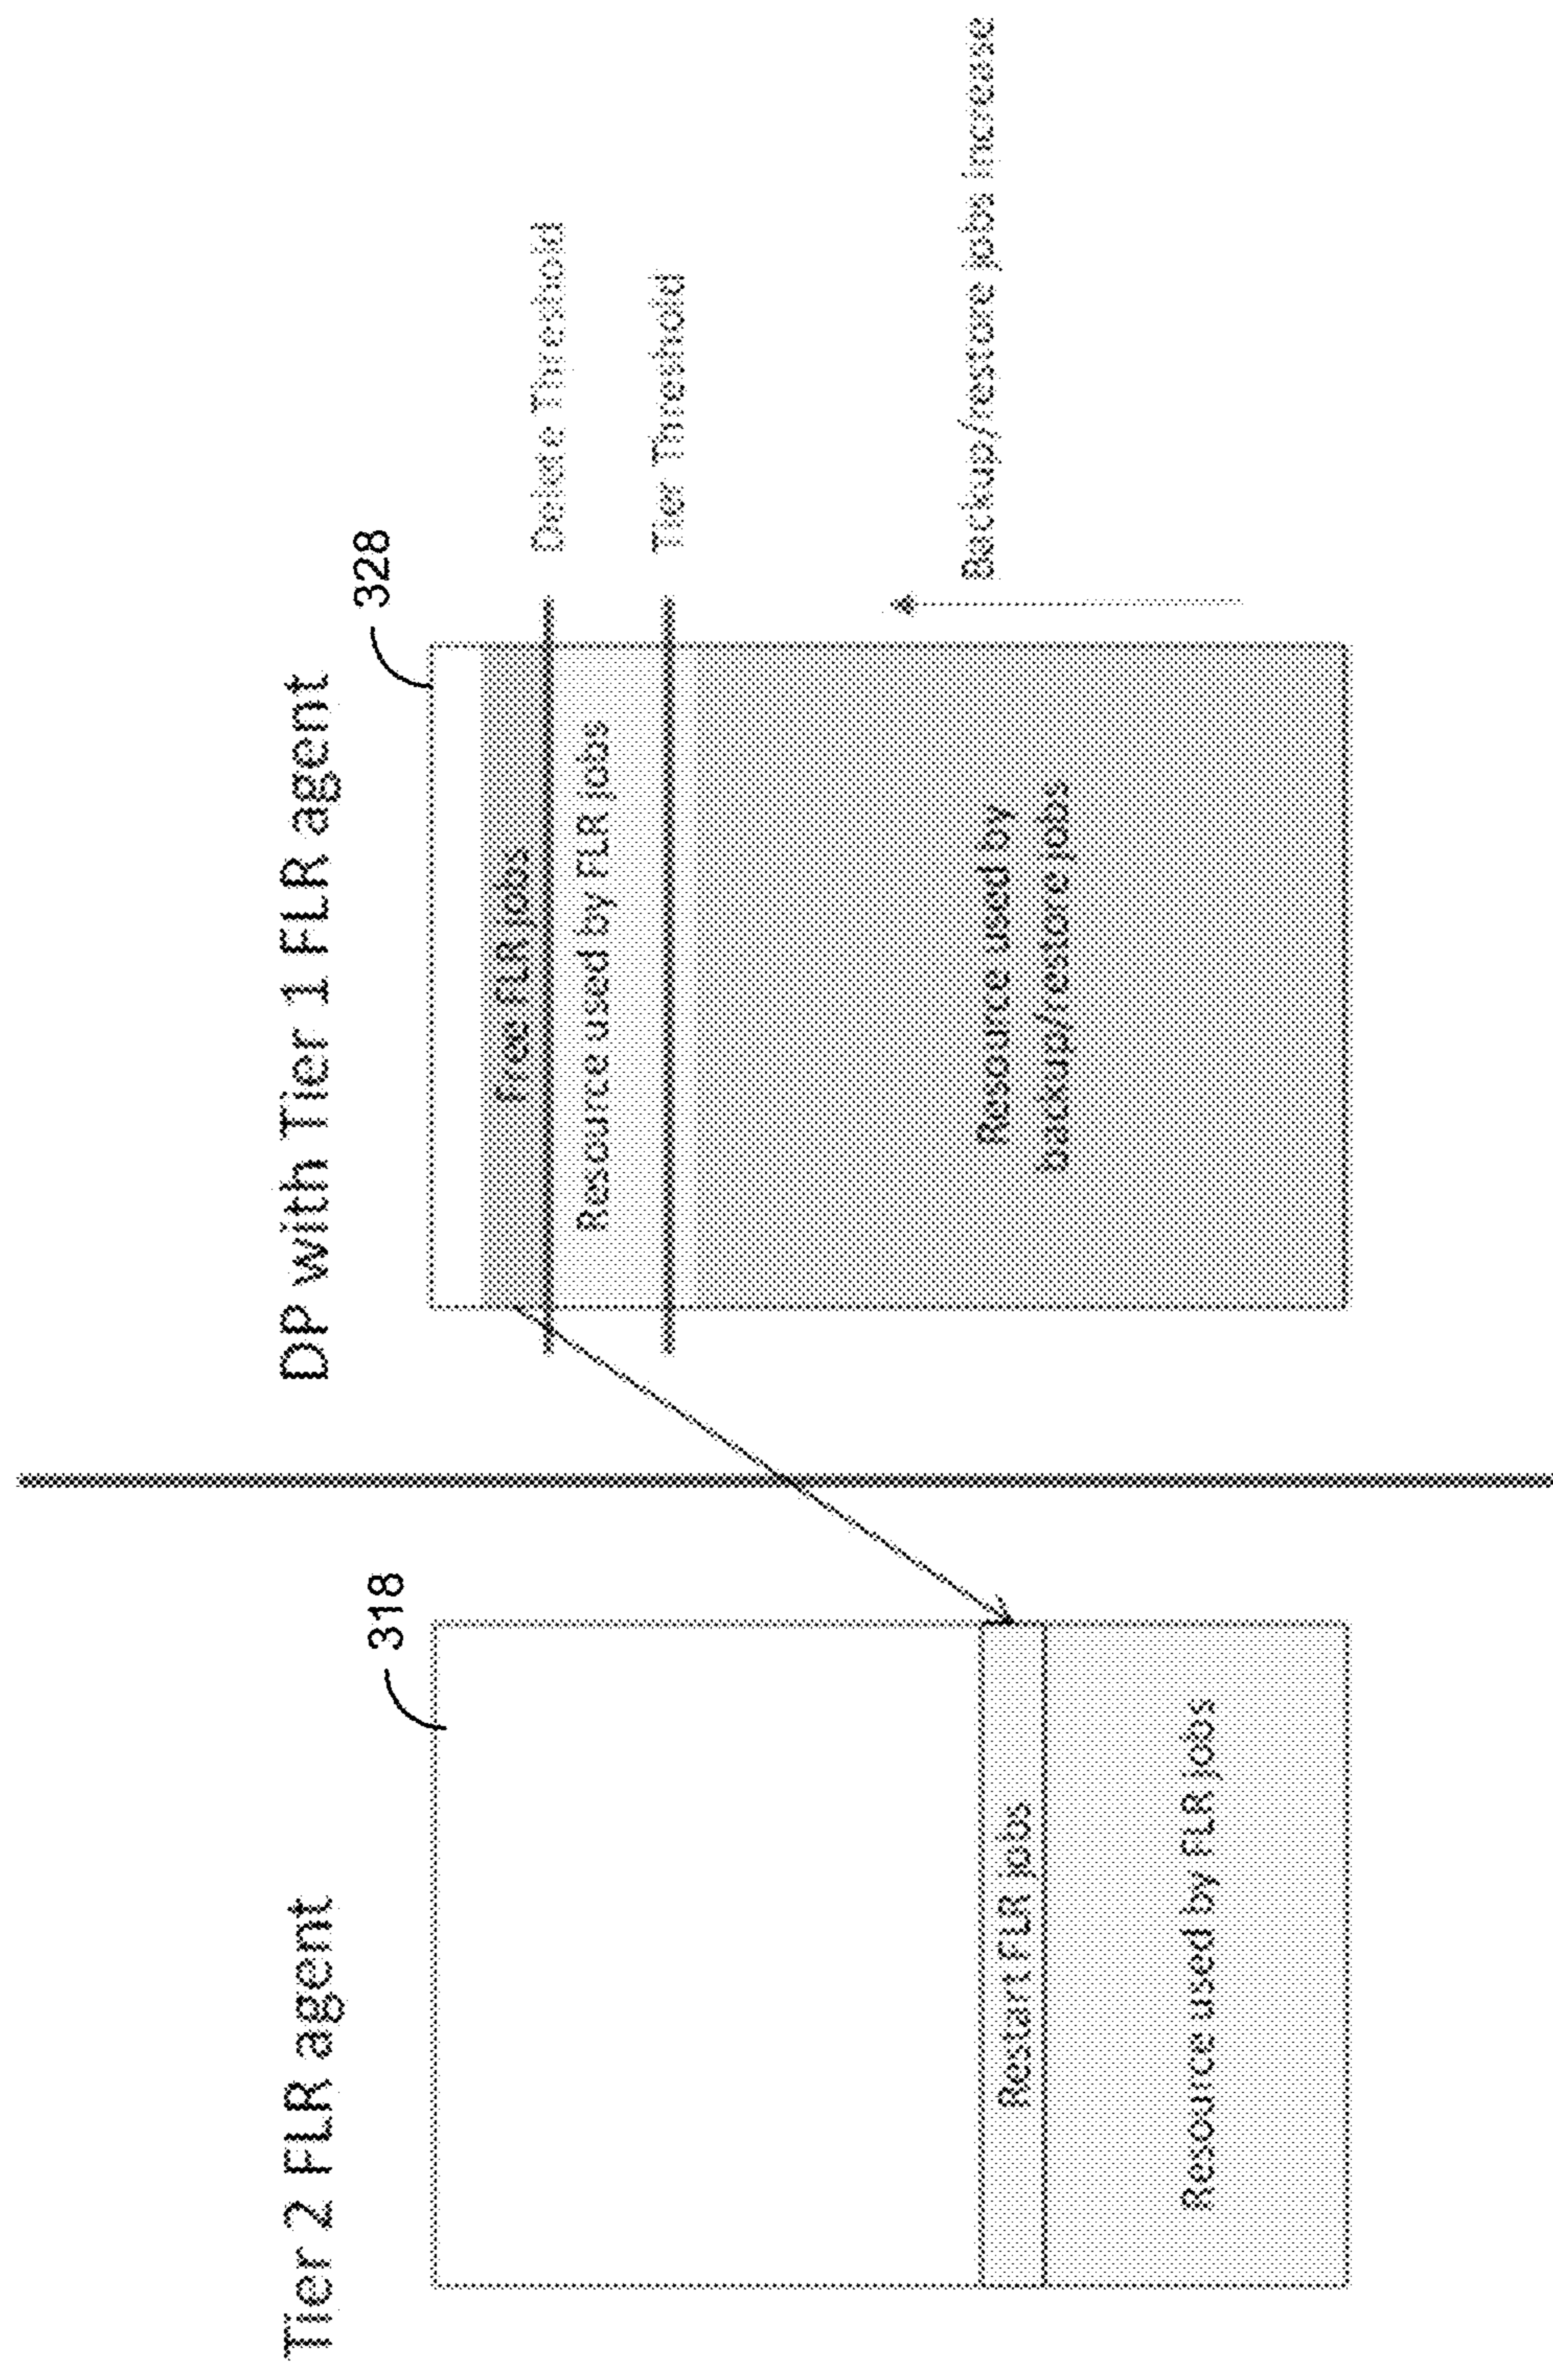 Tier 2 FLR agent
318
Restart FLR jobs
Resource used by FLR jobs
DP with Tier 1 FLR agent
328
Free FLR jobs
Delete Threshold
Resource used by FLR jobs
Tier Threshold
Resource used by
backup/restore jobs
Backup/restore jobs increase